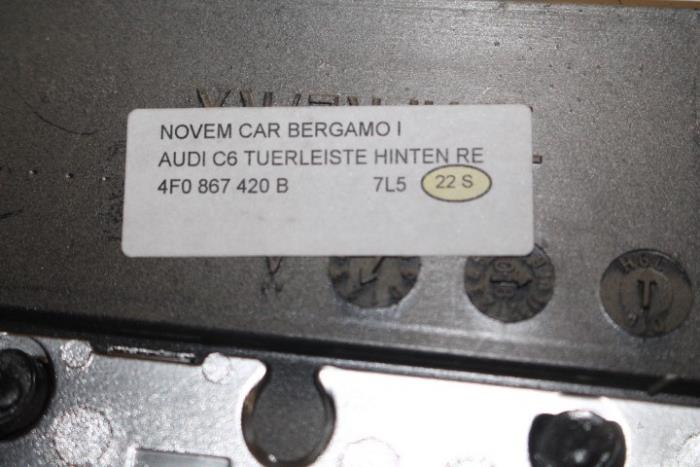 NOVEM CAR BERGAMO I
AUDI C6 TUERLEISTE HINTEN RE
4F0 867 420 B 7L5 22 S
T